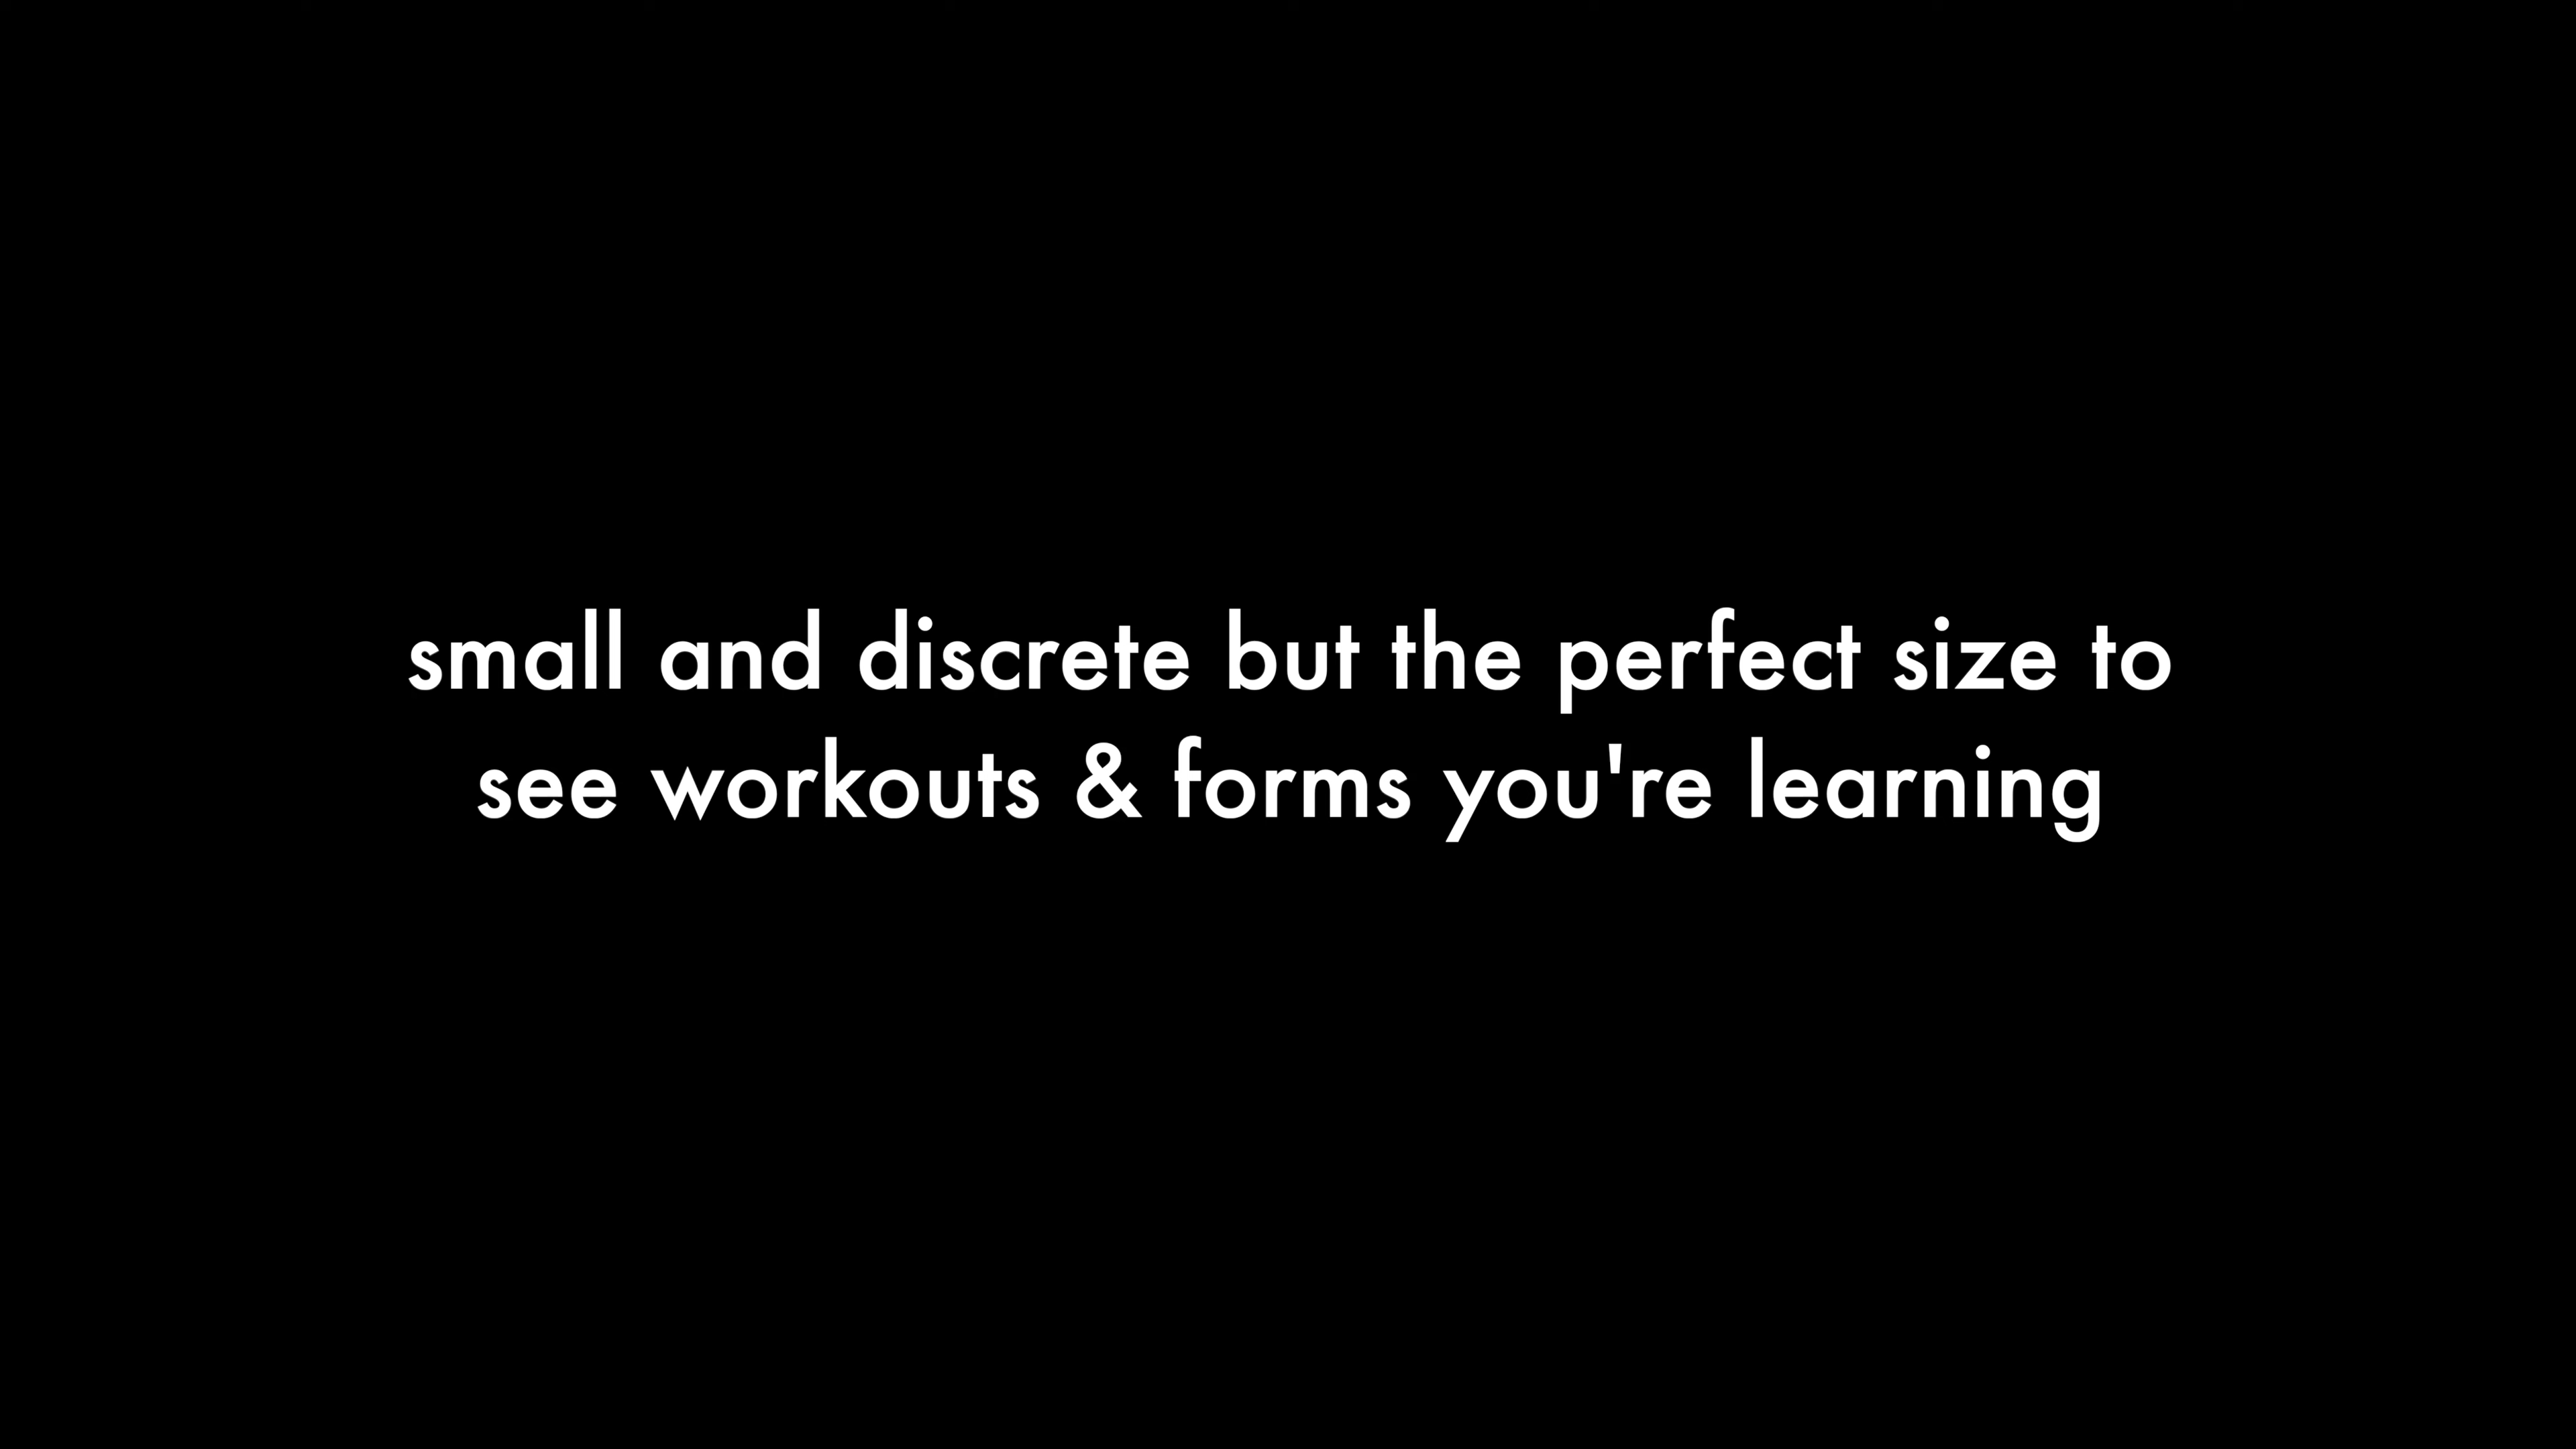 small and discrete but the perfect size to
see workouts & forms you're learning